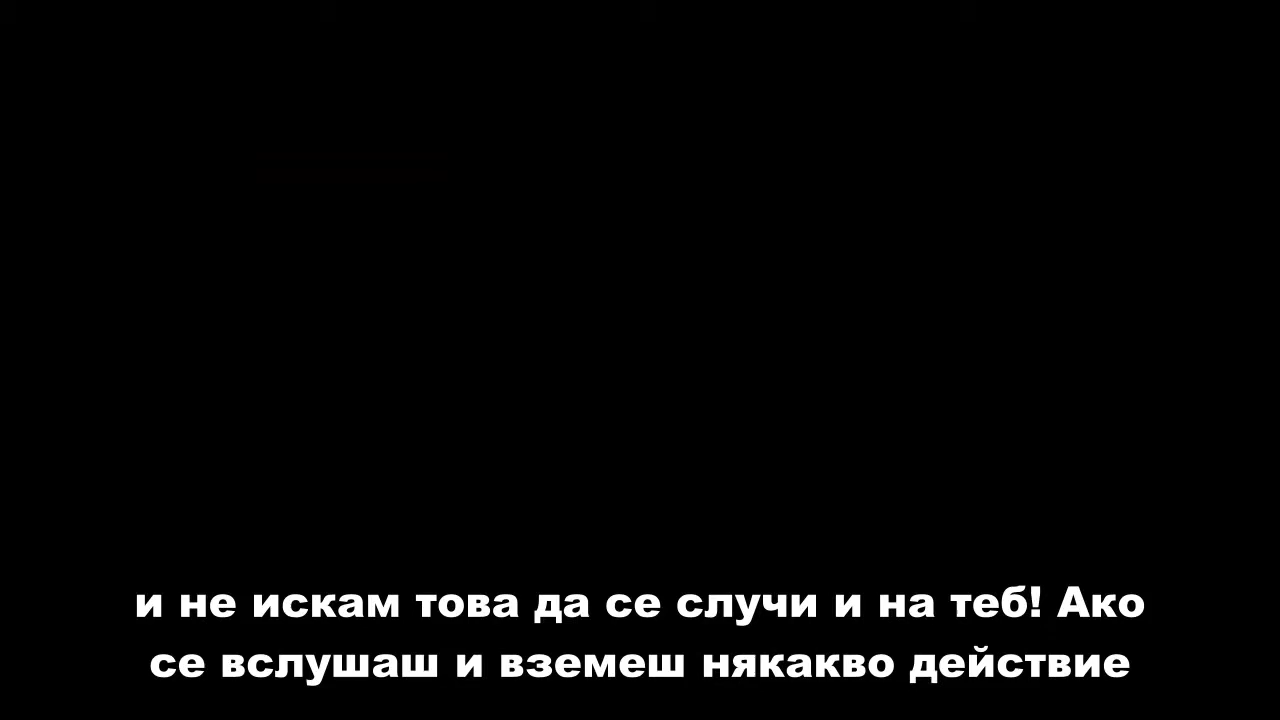 и не искам това да се случи и на теб! Ако
се вслушаш и вземеш някакво действие